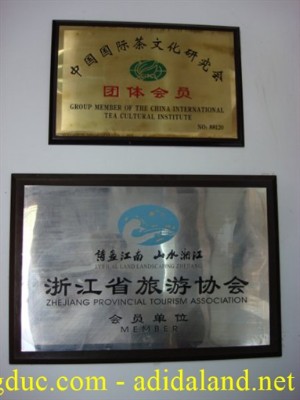 中国国际茶文化研究会
团体会员
GROUP MEMBER OF THE CHINA INTERNATIONAL
TEA CULTURAL INSTITUTE
诗画江南 山水浙江
浙江省旅游协会
ZHEJIANG PROVINCIAL TOURISM ASSOCIATION
会员单位
MEMBER
gduc.com - adidaland.net